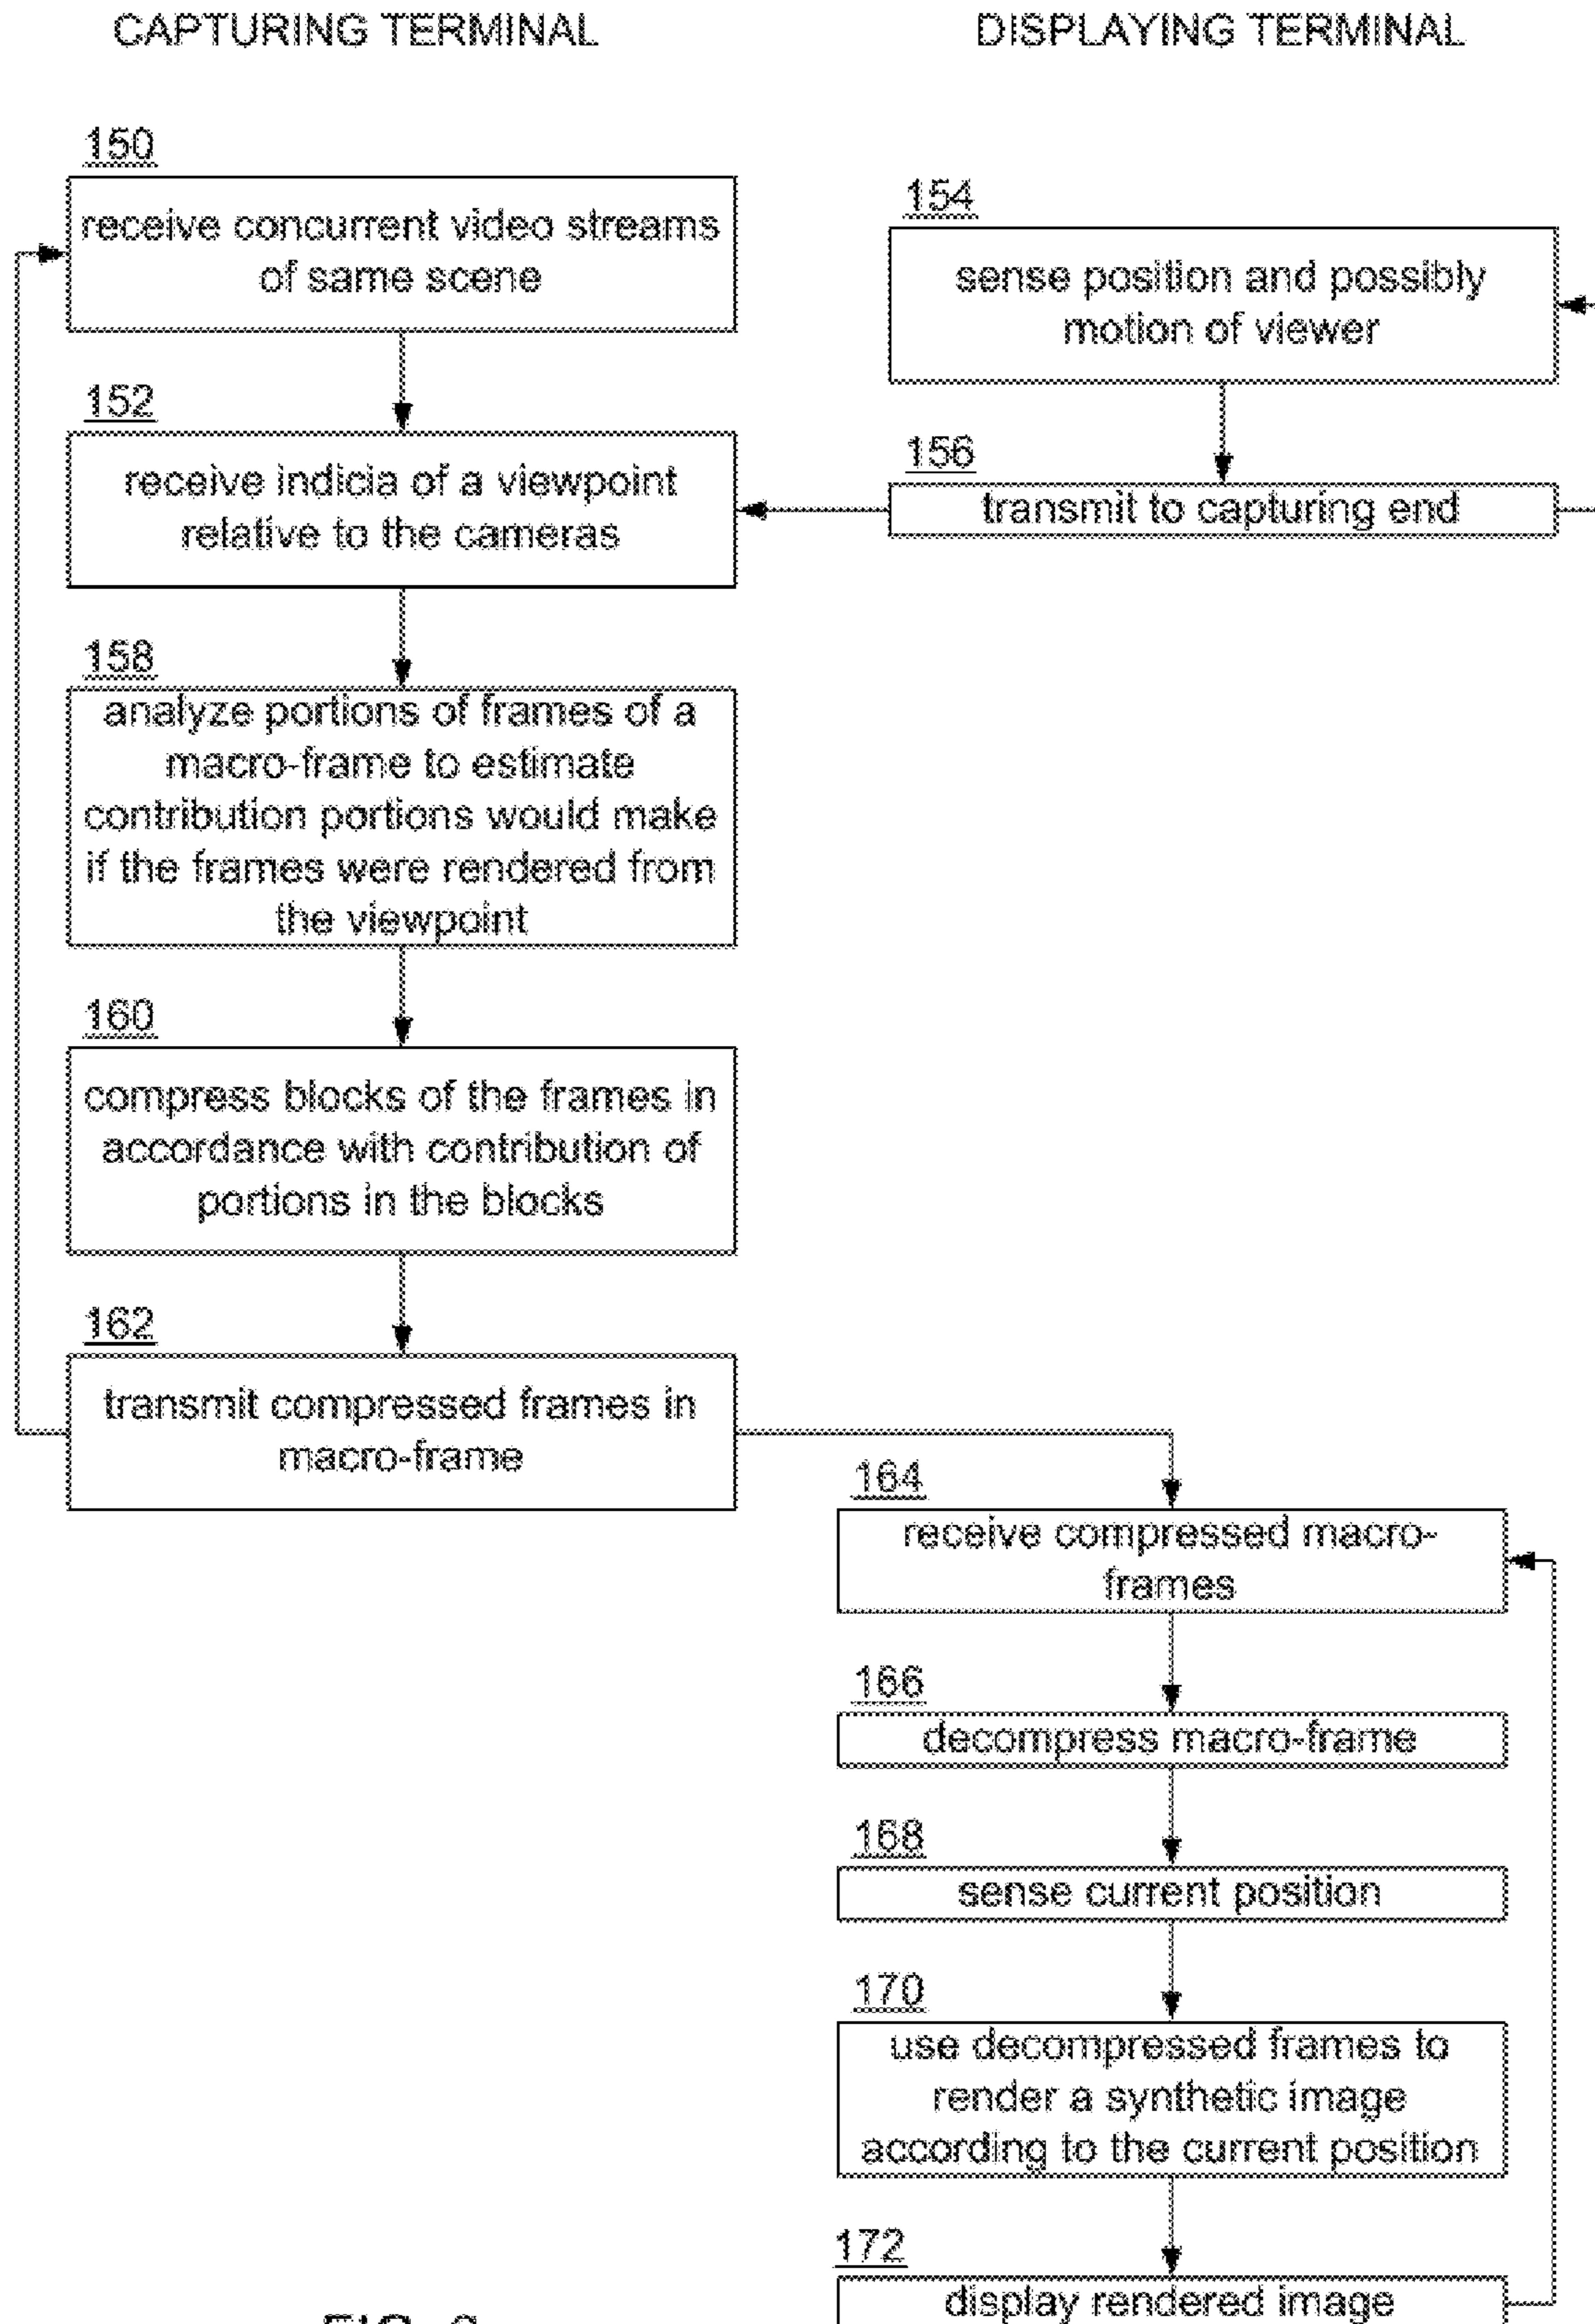 CAPTURING TERMINAL
DISPLAYING TERMINAL
150
receive concurrent video streams
of same scene
154
sense position and possibly
motion of viewer
152
receive indicia of a viewpoint
relative to the cameras
156
transmit to capturing end
158
analyze portions of frames of a
macro-frame to estimate
contribution portions would make
if the frames were rendered from
the viewpoint
160
compress blocks of the frames in
accordance with contribution of
portions in the blocks
162
transmit compressed frames in
macro-frame
164
receive compressed macro-
frames
166
decompress macro-frame
168
sense current position
170
use decompressed frames to
render a synthetic image
according to the current position
172
display rendered image
FIG.